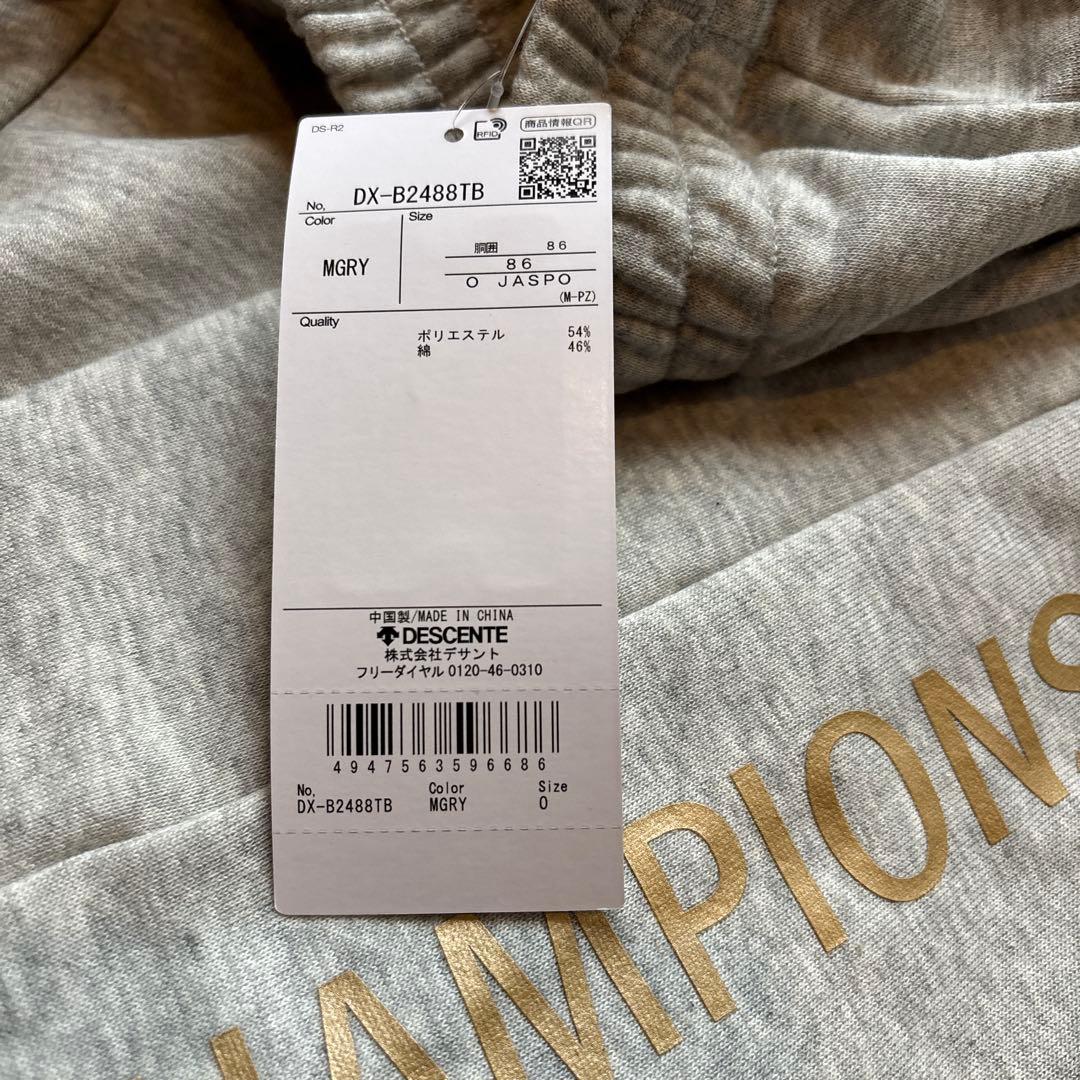 DS-R2
RFID
商品情報QR
No, DX-B2488TB
Color
Size
MGRY
胴囲 86
86
O JASPO
(M-PZ)
Quality
ポリエステル 54%
綿 46%
中国製/MADE IN CHINA
DESCENTE
株式会社デサント
フリーダイヤル 0120-46-0310
4947563596686
No, Color Size
DX-B2488TB MGRY O
HAMPIONS